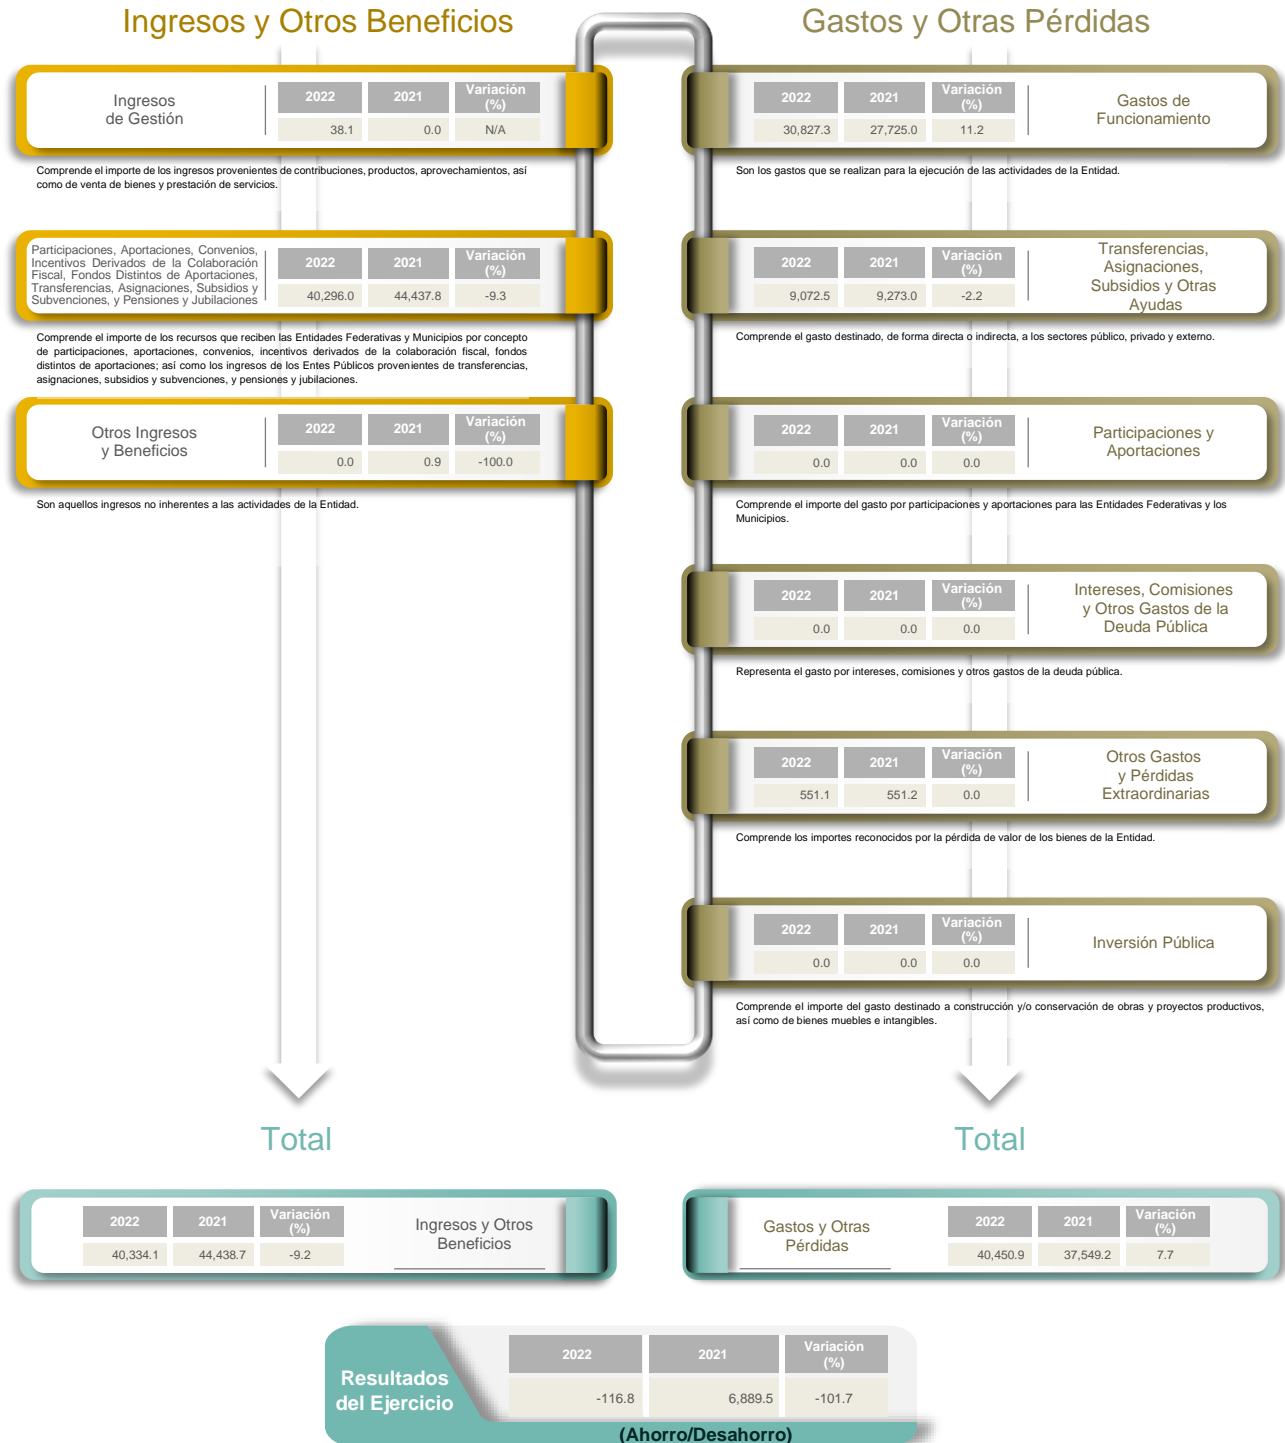 Ingresos y Otros Beneficios
Ingresos
de Gestión
2022 2021 Variación
(%)
38.1 0.0 N/A
Comprende el importe de los ingresos provenientes de contribuciones, productos, aprovechamientos, así
como de venta de bienes y prestación de servicios.
Participaciones, Aportaciones, Convenios,
Incentivos Derivados de la Colaboración
Fiscal, Fondos Distintos de Aportaciones,
Transferencias, Asignaciones, Subsidios y
Subvenciones, y Pensiones y Jubilaciones
2022 2021 Variación
(%)
40,296.0 44,437.8 -9.3
Comprende el importe de los recursos que reciben las Entidades Federativas y Municipios por concepto
de participaciones, aportaciones, convenios, incentivos derivados de la colaboración fiscal, fondos
distintos de aportaciones; así como los ingresos de los Entes Públicos provenientes de transferencias,
asignaciones, subsidios y subvenciones, y pensiones y jubilaciones.
Otros Ingresos
y Beneficios
2022 2021 Variación
(%)
0.0 0.9 -100.0
Son aquellos ingresos no inherentes a las actividades de la Entidad.
Gastos y Otras Pérdidas
2022 2021 Variación
(%)
30,827.3 27,725.0 11.2
Gastos de
Funcionamiento
Son los gastos que se realizan para la ejecución de las actividades de la Entidad.
2022 2021 Variación
(%)
9,072.5 9,273.0 -2.2
Transferencias,
Asignaciones,
Subsidios y Otras
Ayudas
Comprende el gasto destinado, de forma directa o indirecta, a los sectores público, privado y externo.
2022 2021 Variación
(%)
0.0 0.0 0.0
Participaciones y
Aportaciones
Comprende el importe del gasto por participaciones y aportaciones para las Entidades Federativas y los
Municipios.
2022 2021 Variación
(%)
0.0 0.0 0.0
Intereses, Comisiones
y Otros Gastos de la
Deuda Pública
Representa el gasto por intereses, comisiones y otros gastos de la deuda pública.
2022 2021 Variación
(%)
551.1 551.2 0.0
Otros Gastos
y Pérdidas
Extraordinarias
Comprende los importes reconocidos por la pérdida de valor de los bienes de la Entidad.
2022 2021 Variación
(%)
0.0 0.0 0.0
Inversión Pública
Comprende el importe del gasto destinado a construcción y/o conservación de obras y proyectos productivos,
así como de bienes muebles e intangibles.
Total
2022 2021 Variación
(%)
40,334.1 44,438.7 -9.2
Ingresos y Otros
Beneficios
Total
Gastos y Otras
Pérdidas
2022 2021 Variación
(%)
40,450.9 37,549.2 7.7
Resultados
del Ejercicio
2022 2021 Variación
(%)
-116.8 6,889.5 -101.7
(Ahorro/Desahorro)